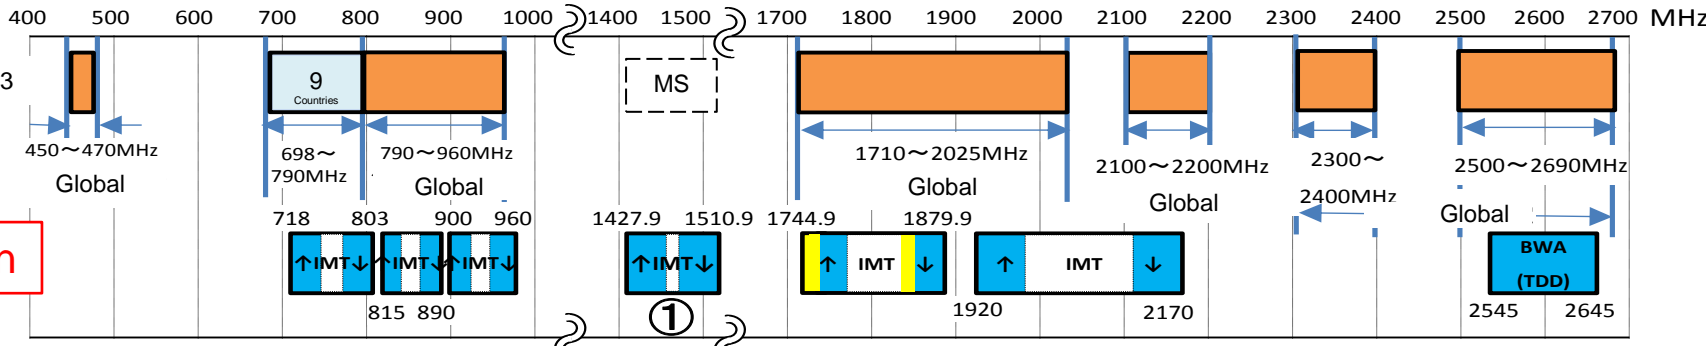 400 500 600 700 800 900 1000 1400 1500 1700 1800 1900 2000 2100 2200 2300 2400 2500 2600 2700 MHz
3
9
Countries
MS
450～470MHz
Global
698～
790MHz
790～960MHz
Global
1710～2025MHz
Global
2100～2200MHz
Global
2300～
2400MHz
2500～2690MHz
Global
718 803 900 960 1427.9 1510.9 1744.9 1879.9
n
↑IMT↓ ↑IMT↓ ↑IMT↓ ↑IMT↓ ↑ IMT ↓ ↑ IMT ↓
BWA
(TDD)
815 890 ① 1920 2170 2545 2645